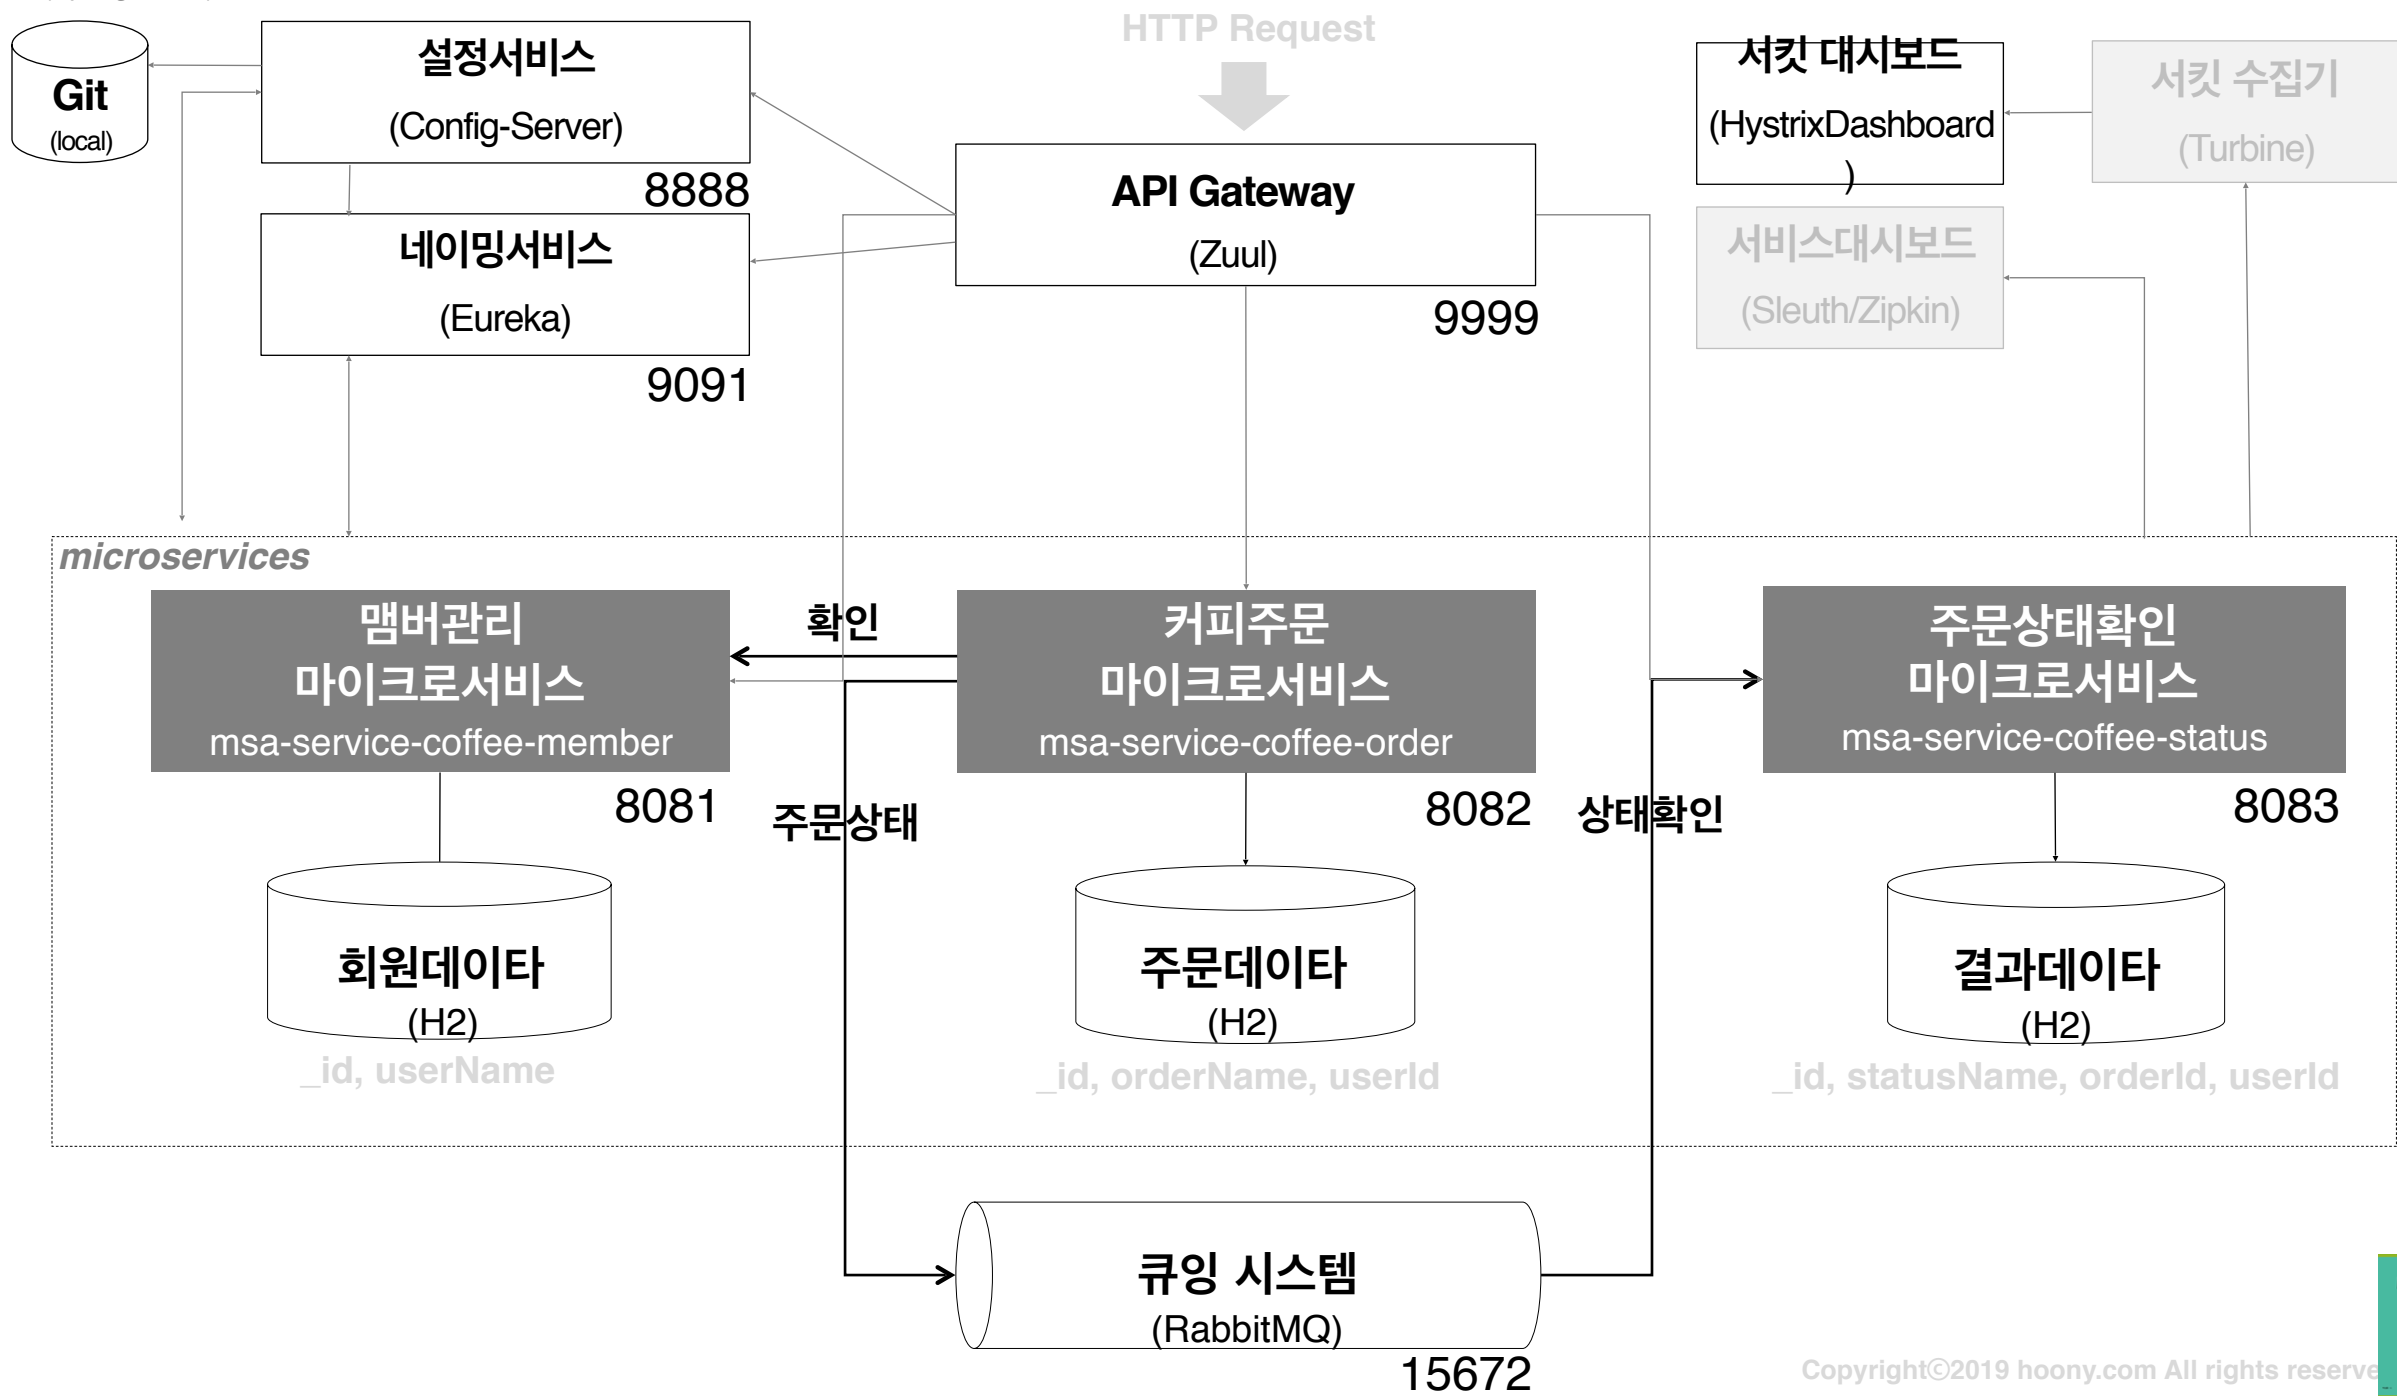 HTTP Request
Git
(local)
설정서비스
(Config-Server)
8888
네이밍서비스
(Eureka)
9091
API Gateway
(Zuul)
9999
서킷 대시보드
(HystrixDashboard
)
서킷 수집기
(Turbine)
서비스대시보드
(Sleuth/Zipkin)
microservices
맴버관리
마이크로서비스
msa-service-coffee-member
8081
확인
커피주문
마이크로서비스
msa-service-coffee-order
8082
주문상태확인
마이크로서비스
msa-service-coffee-status
8083
주문상태
상태확인
회원데이타
(H2)
_id, userName
주문데이타
(H2)
_id, orderName, userId
결과데이타
(H2)
_id, statusName, orderId, userId
큐잉 시스템
(RabbitMQ)
15672
Copyright©2019 hoony.com All rights reserve